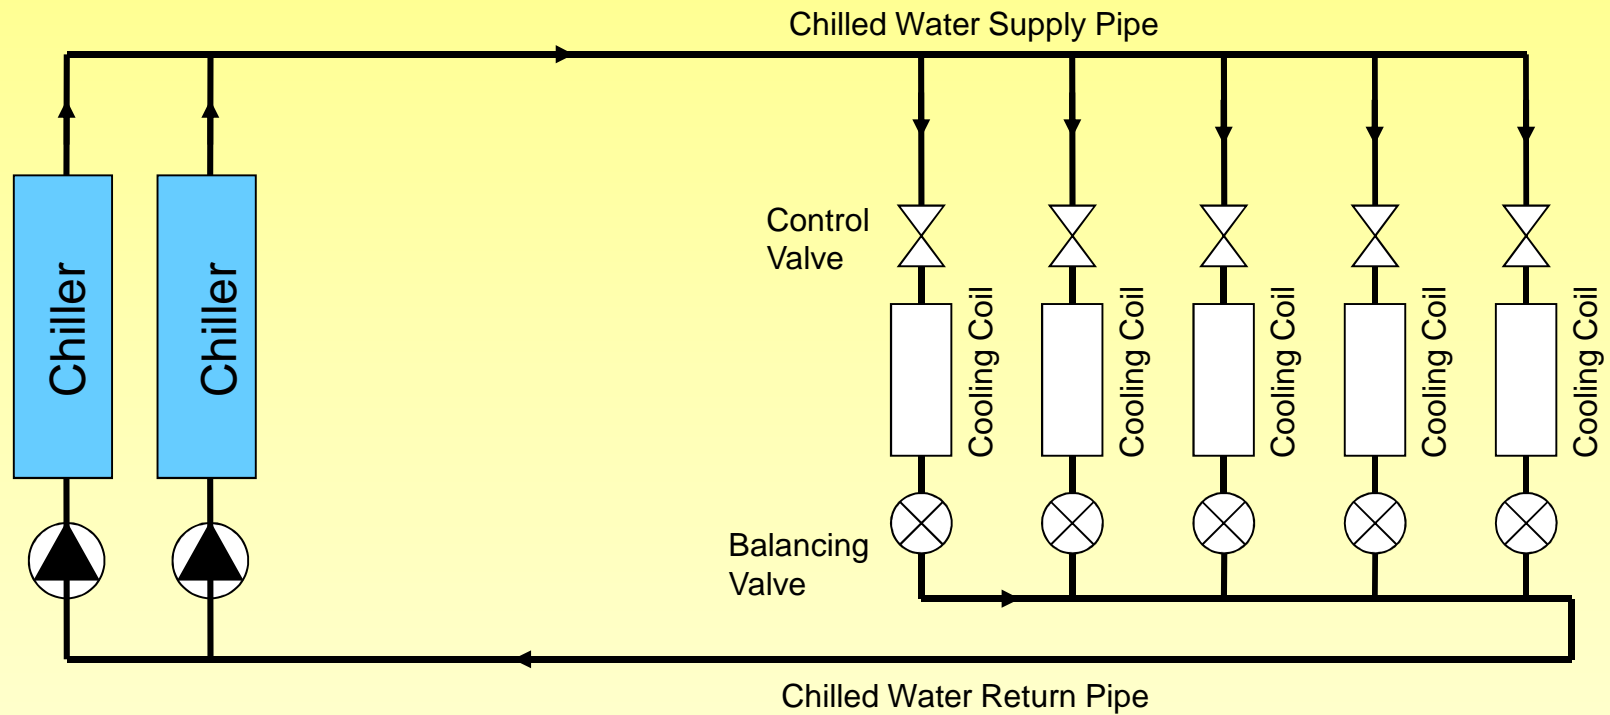 Chilled Water Supply Pipe
Chiller
Chiller
Control
Valve
Cooling Coil
Cooling Coil
Cooling Coil
Cooling Coil
Cooling Coil
Balancing
Valve
Chilled Water Return Pipe